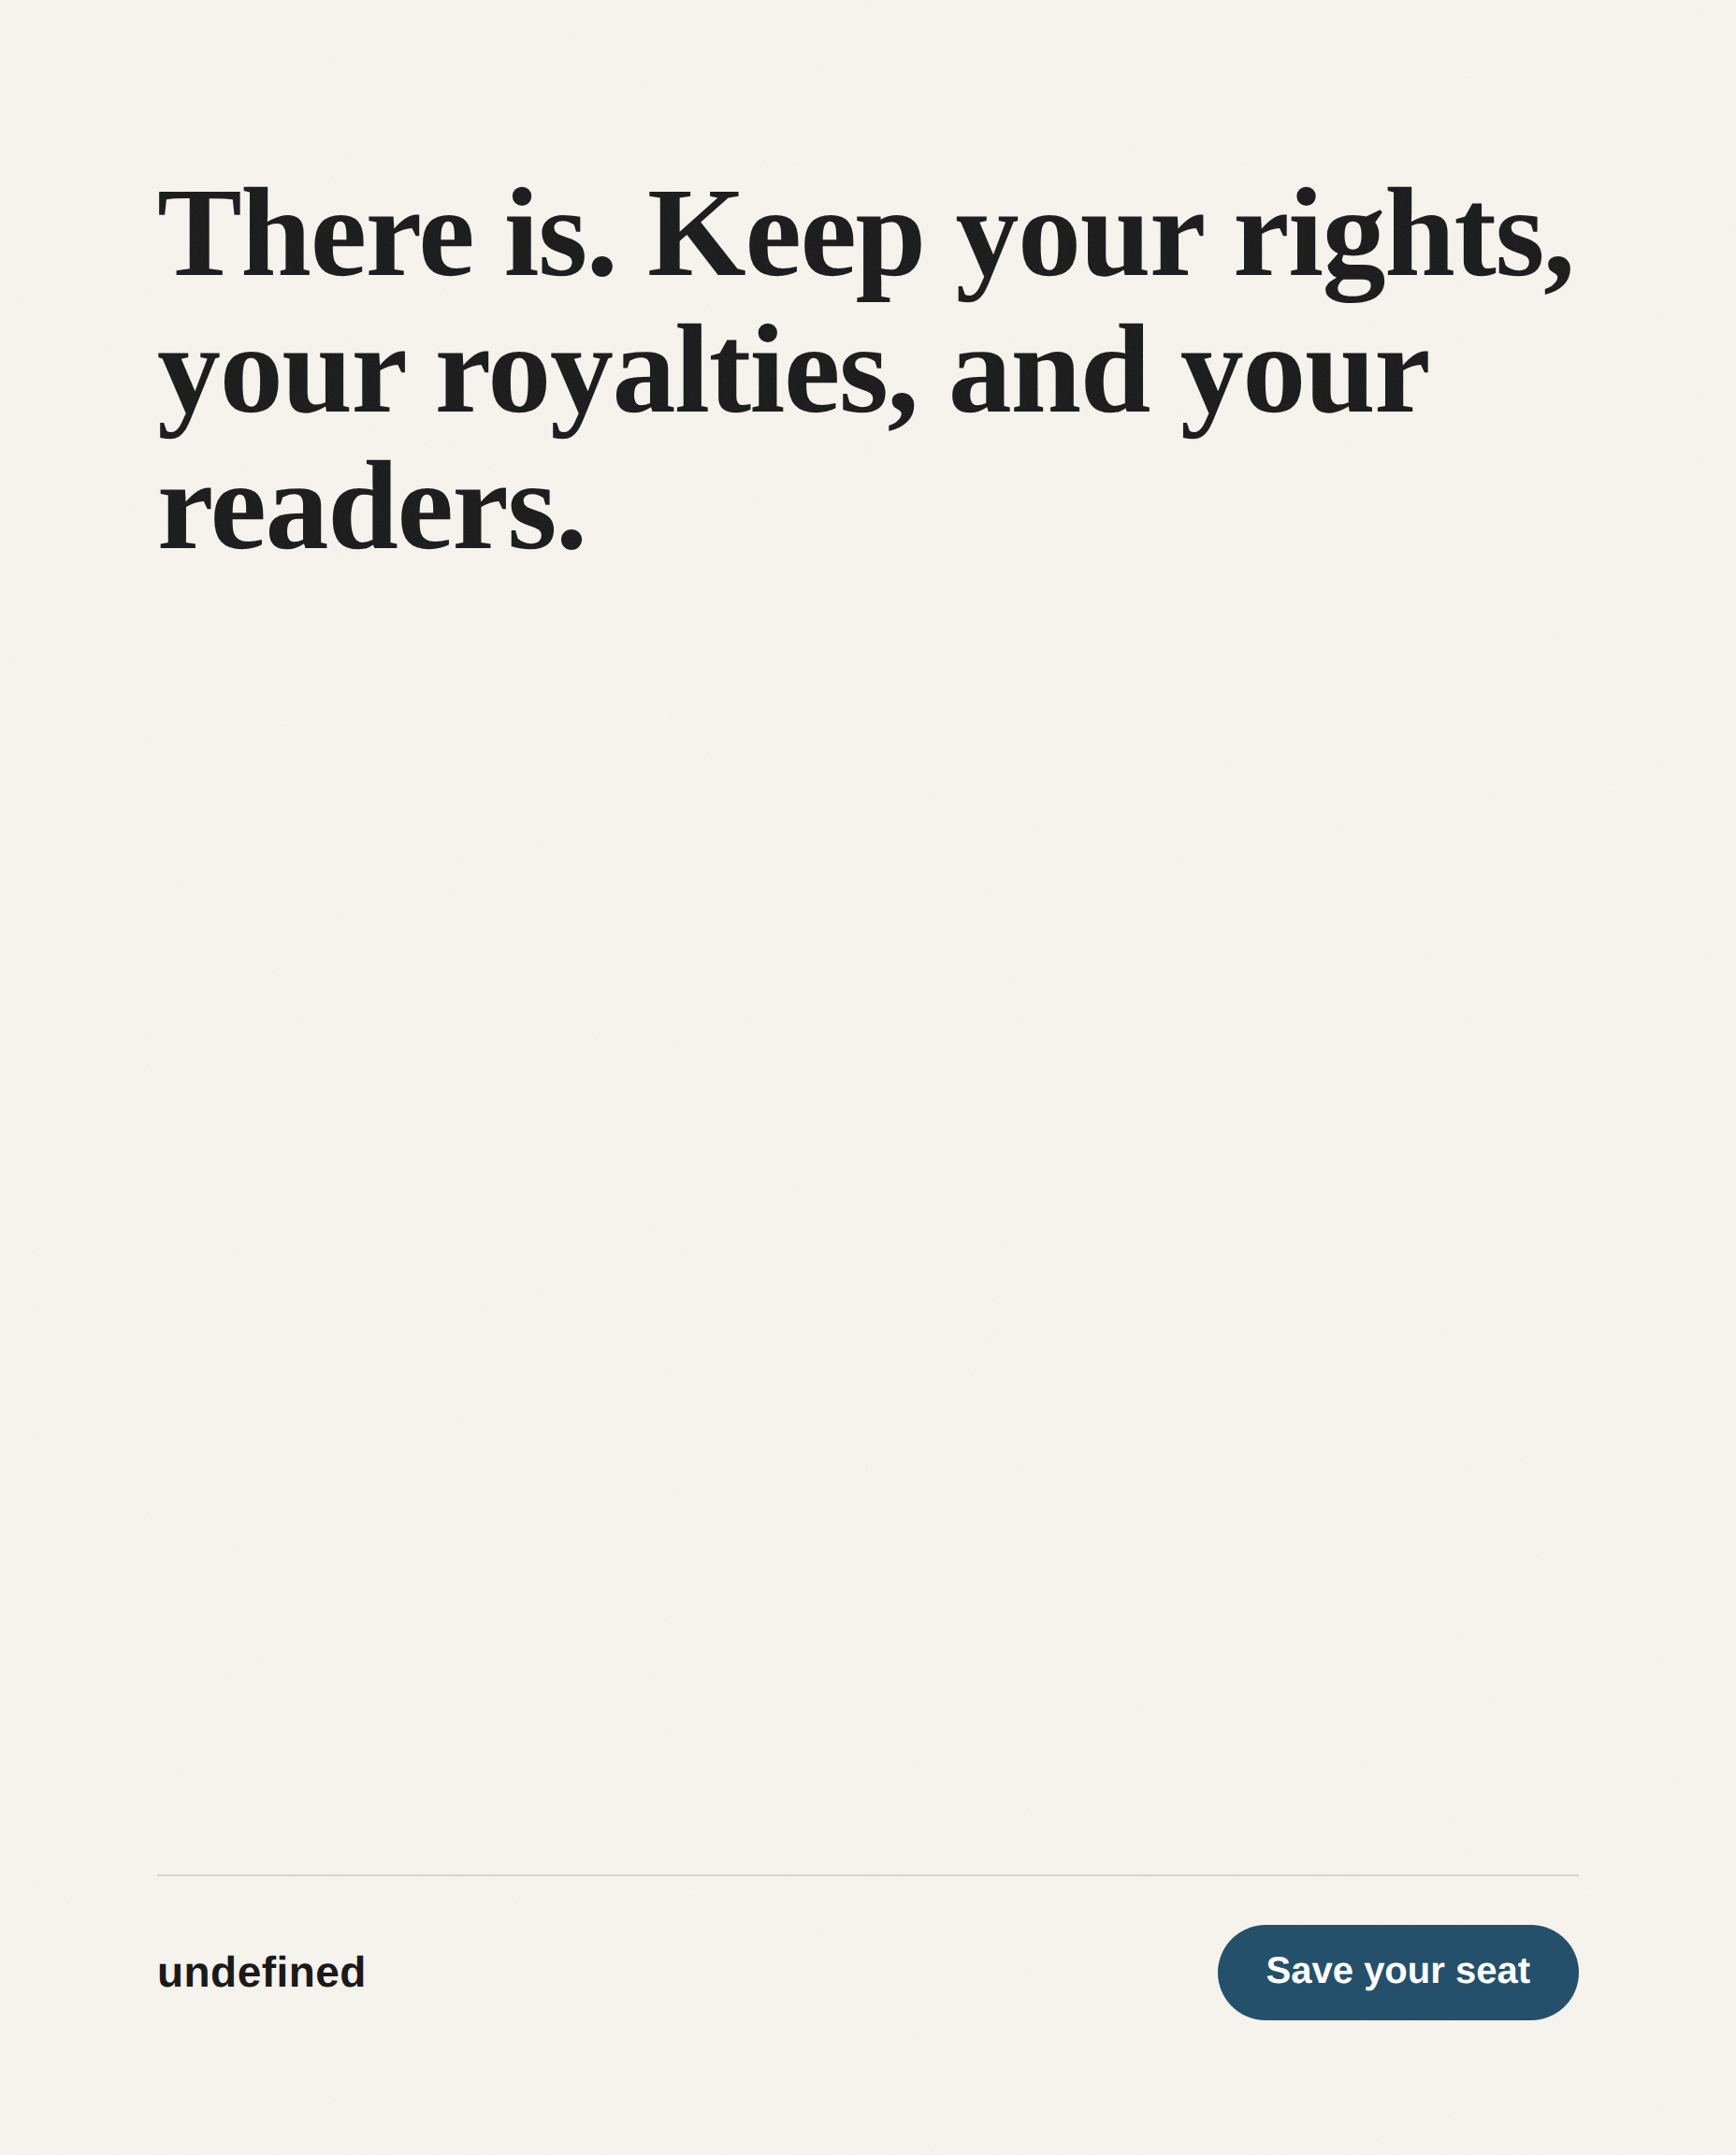 There is. Keep your rights,
your royalties, and your
readers.
undefined
Save your seat